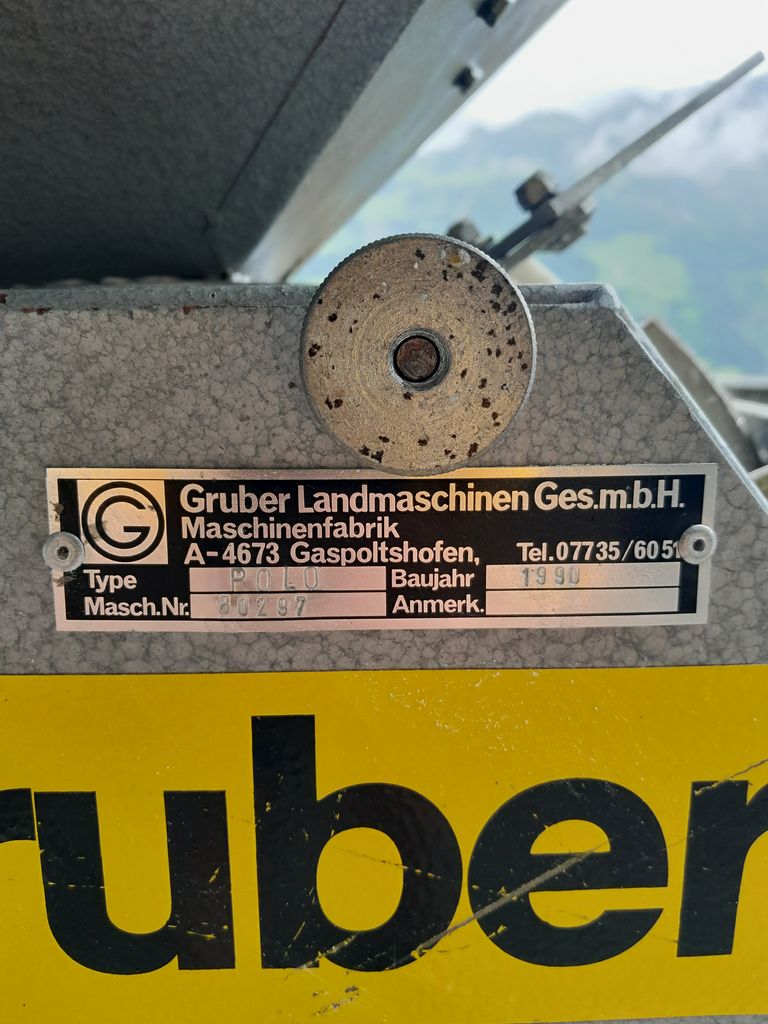 G
Gruber Landmaschinen Ges.m.b.H.
Maschinenfabrik
A-4673 Gaspoltshofen, Tel.07735/6051
Type POLO Baujahr 1990
Masch.Nr. 80297 Anmerk.
ruber